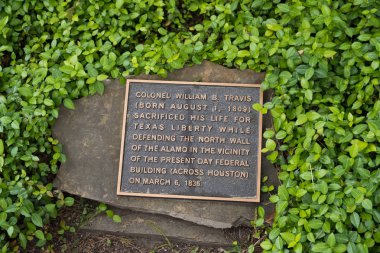 COLONEL WILLIAM B. TRAVIS
(BORN AUGUST 1, 1809)
SACRIFICED HIS LIFE FOR
TEXAS LIBERTY WHILE
DEFENDING THE NORTH WALL
OF THE ALAMO IN THE VICINITY
OF THE PRESENT DAY FEDERAL
BUILDING (ACROSS HOUSTON)
ON MARCH 6, 1836.